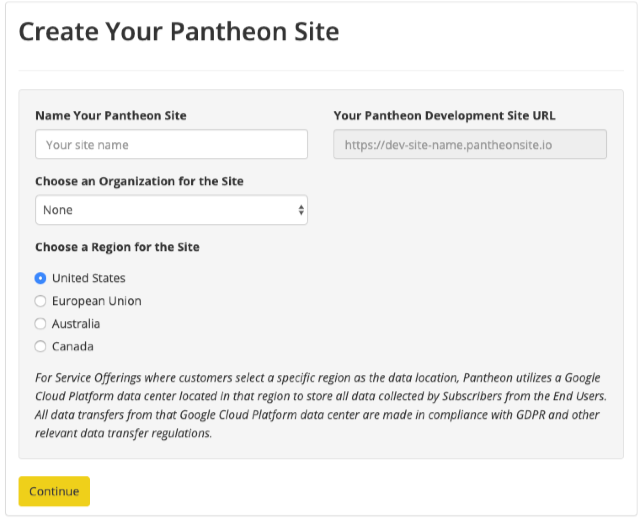 Create Your Pantheon Site
Name Your Pantheon Site
Your Pantheon Development Site URL
Your site name
https://dev-site-name.pantheonsite.io
Choose an Organization for the Site
None
Choose a Region for the Site
United States
European Union
Australia
Canada
For Service Offerings where customers select a specific region as the data location, Pantheon utilizes a Google
Cloud Platform data center located in that region to store all data collected by Subscribers from the End Users.
All data transfers from that Google Cloud Platform data center are made in compliance with GDPR and other
relevant data transfer regulations.
Continue